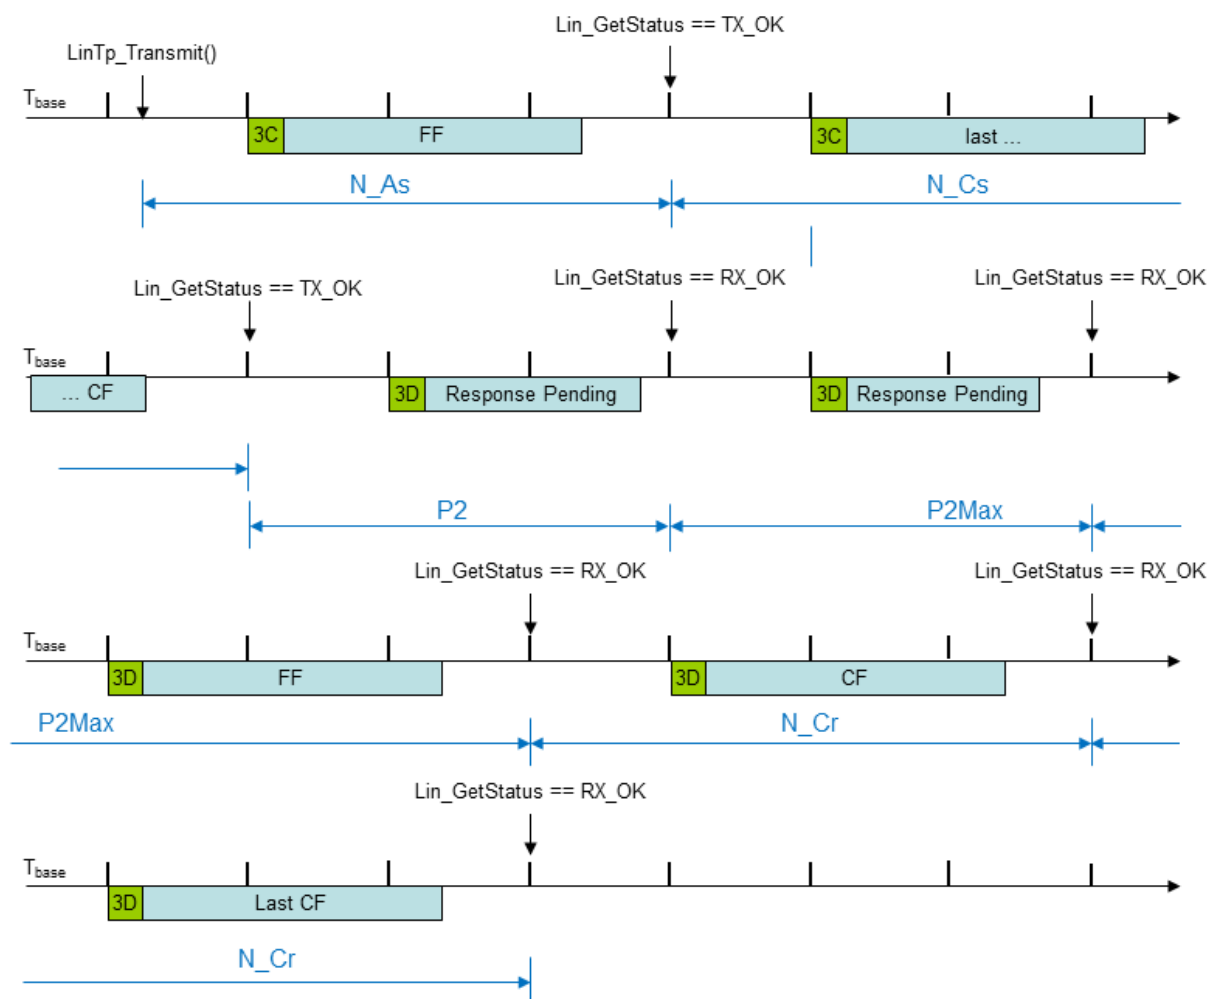 Lin_GetStatus == TX_OK
LinTp_Transmit()
Tbase
3C FF 3C last ...
N_As N_Cs
Lin_GetStatus == TX_OK Lin_GetStatus == RX_OK Lin_GetStatus == RX_OK
Tbase
... CF 3D Response Pending 3D Response Pending
P2 P2Max
Lin_GetStatus == RX_OK Lin_GetStatus == RX_OK
Tbase
3D FF 3D CF
P2Max N_Cr
Lin_GetStatus == RX_OK
Tbase
3D Last CF
N_Cr